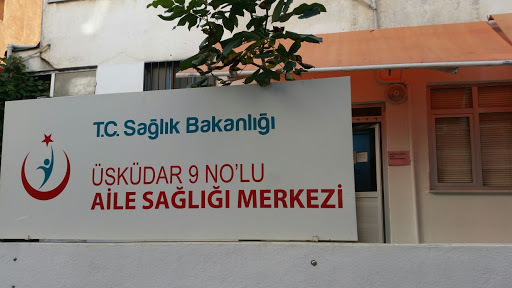 T.C. Sağlık Bakanlığı
ÜSKÜDAR 9 NO'LU
AİLE SAĞLIĞI MERKEZİ